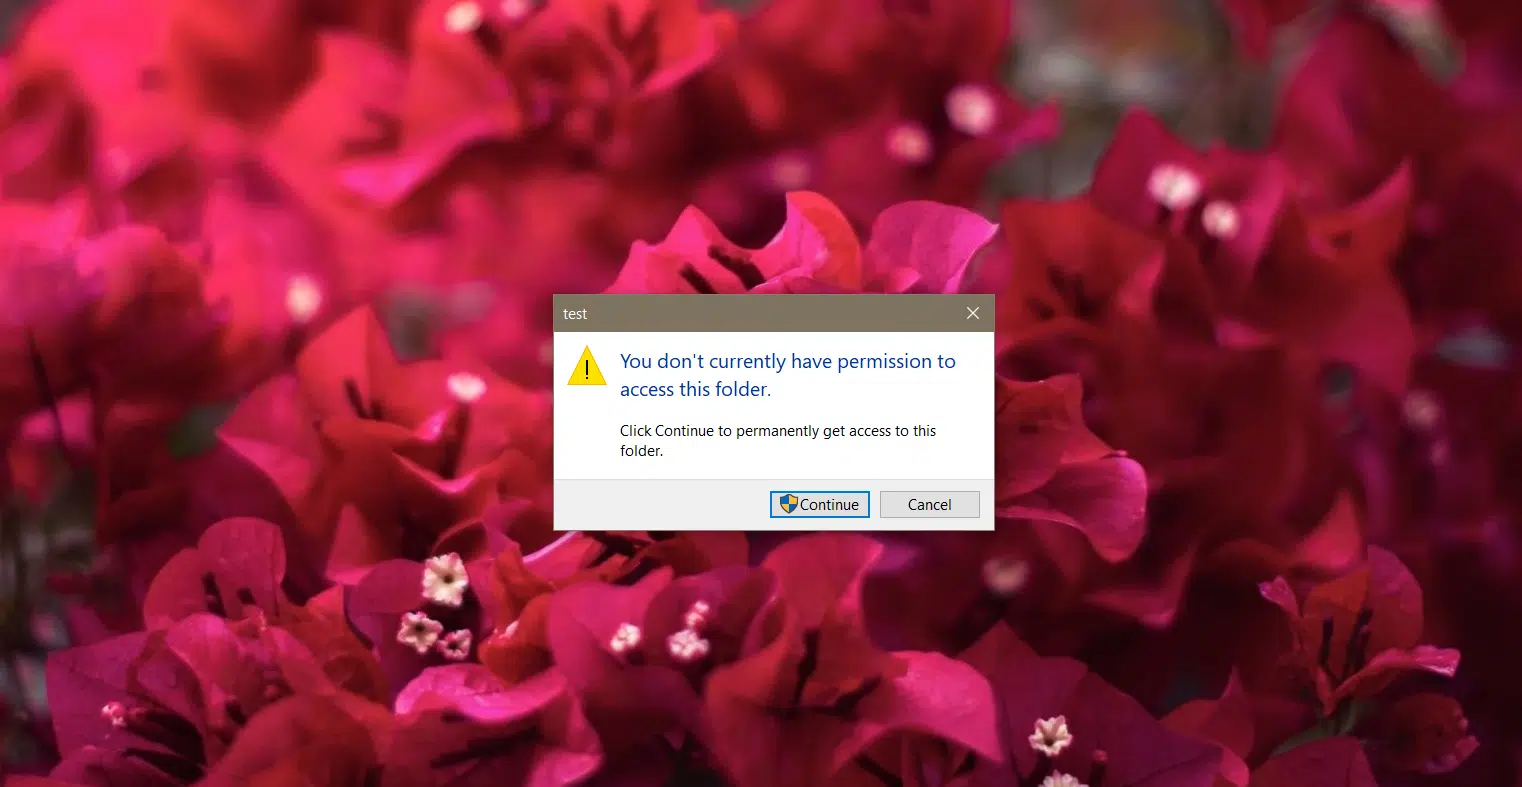 test
You don't currently have permission to
access this folder.
Click Continue to permanently get access to this
folder.
Continue
Cancel